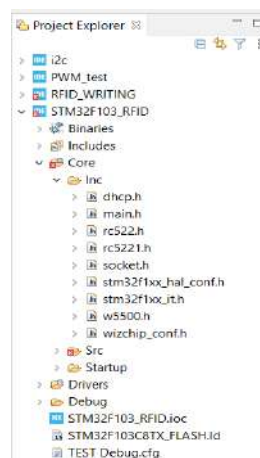 Project Explorer
i2c
PWM_test
RFID_WRITING
STM32F103_RFID
Binaries
Includes
Core
Inc
dhcp.h
main.h
rc522.h
rc5221.h
socket.h
stm32f1xx_hal_conf.h
stm32f1xx_it.h
w5500.h
wizchip_conf.h
Src
Startup
Drivers
Debug
STM32F103_RFID.ioc
STM32F103C8TX_FLASH.ld
TEST Debug.cfg